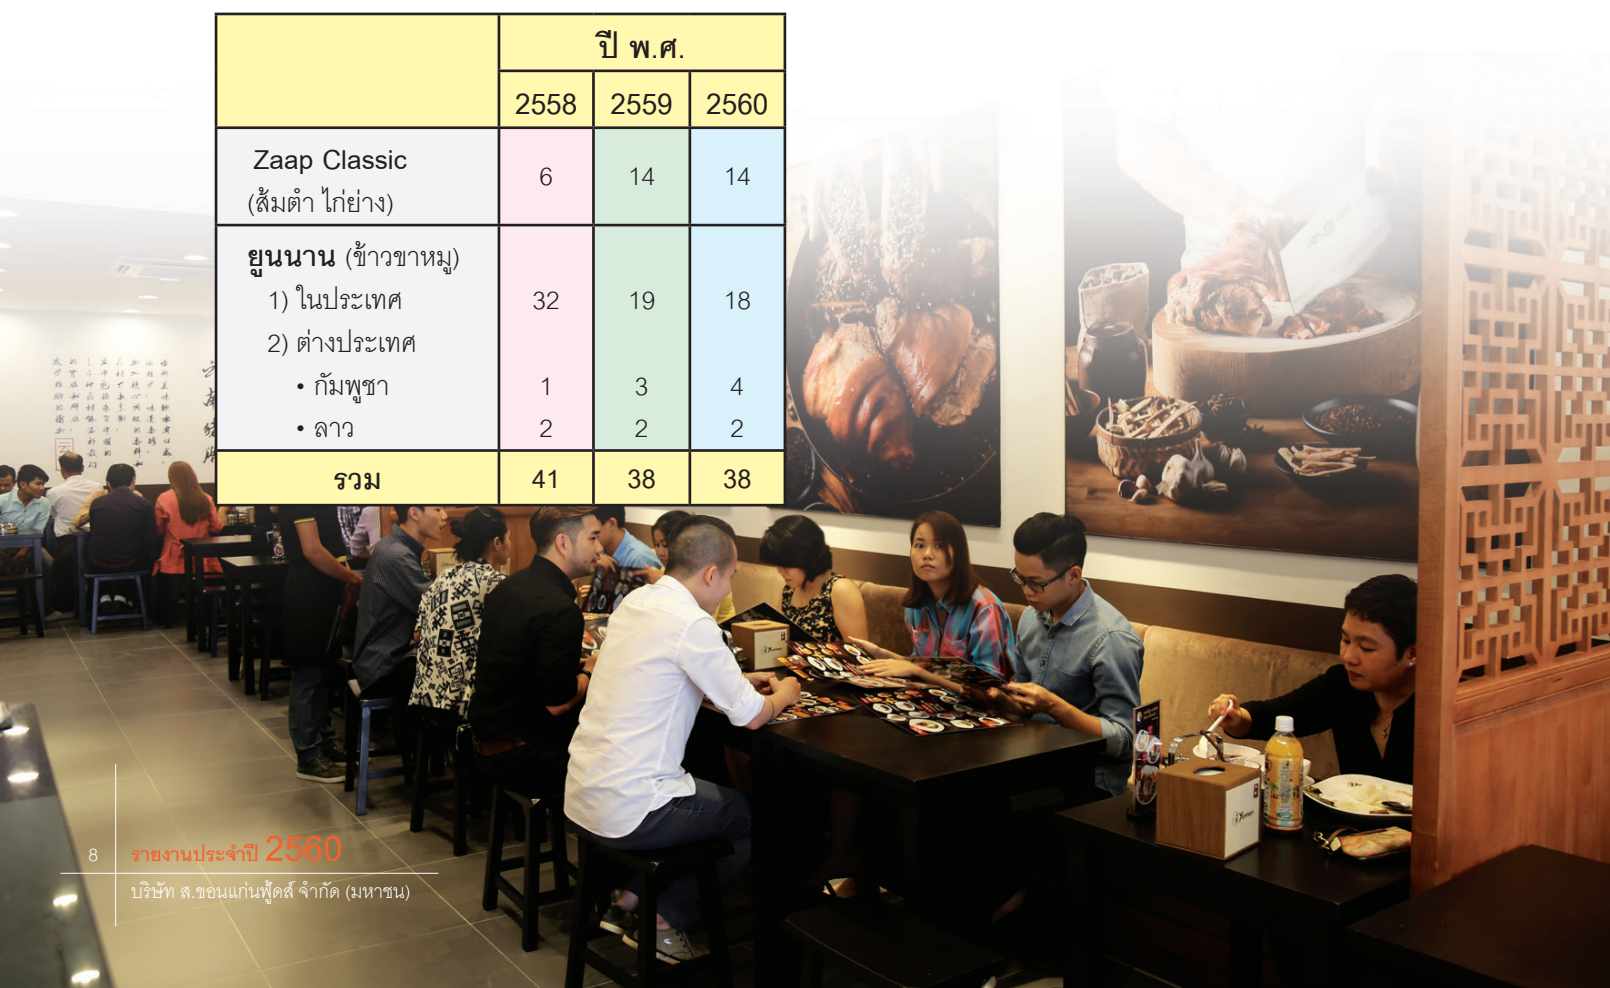 ปี พ.ศ.
2558 2559 2560
Zaap Classic
(ส้มตำ ไก่ย่าง)
6 14 14
ยูนนาน (ข้าวขาหมู)
1) ในประเทศ 32 19 18
2) ต่างประเทศ
• กัมพูชา 1 3 4
• ลาว 2 2 2
รวม 41 38 38
8
รายงานประจำปี 2560
บริษัท ส.ขอนแก่นฟู้ดส์ จำกัด (มหาชน)